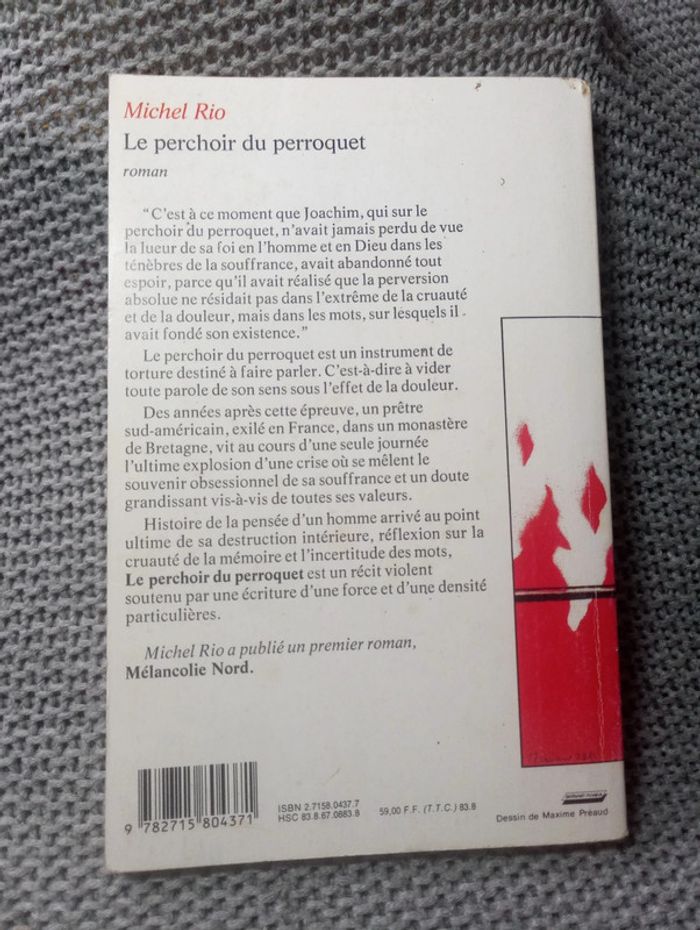 Michel Rio
Le perchoir du perroquet
roman
“C’est à ce moment que Joachim, qui sur le
perchoir du perroquet, n’avait jamais perdu de vue
la lueur de sa foi en l’homme et en Dieu dans les
ténèbres de la souffrance, avait abandonné tout
espoir, parce qu’il avait réalisé que la perversion
absolue ne résidait pas dans l’extrême de la cruauté
et de la douleur, mais dans les mots, sur lesquels il
avait fondé son existence.”
Le perchoir du perroquet est un instrument de
torture destiné à faire parler. C’est-à-dire à vider
toute parole de son sens sous l’effet de la douleur.
Des années après cette épreuve, un prêtre
sud-américain, exilé en France, dans un monastère
de Bretagne, vit au cours d’une seule journée
l’ultime explosion d’une crise où se mêlent le
souvenir obsessionnel de sa souffrance et un doute
grandissant vis-à-vis de toutes ses valeurs.
Histoire de la pensée d’un homme arrivé au point
ultime de sa destruction intérieure, réflexion sur la
cruauté de la mémoire et l’incertitude des mots,
Le perchoir du perroquet est un récit violent
soutenu par une écriture d’une force et d’une densité
particulières.
Michel Rio a publié un premier roman,
Mélancolie Nord.
ISBN 2.7158.0437.7
HSC 83.8.67.0683.8
59,00 F.F. (T.T.C.) 83.8
9 782715 804371
Dessin de Maxime Préaud